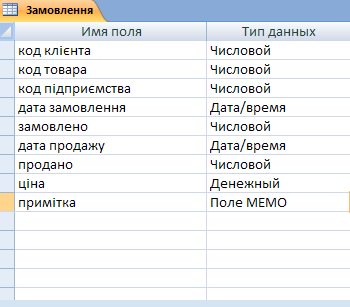 Замовлення
Имя поля Тип данных
код клієнта Числовой
код товара Числовой
код підприємства Числовой
дата замовлення Дата/время
замовлено Числовой
дата продажу Дата/время
продано Числовой
ціна Денежный
примітка Поле МЕМО